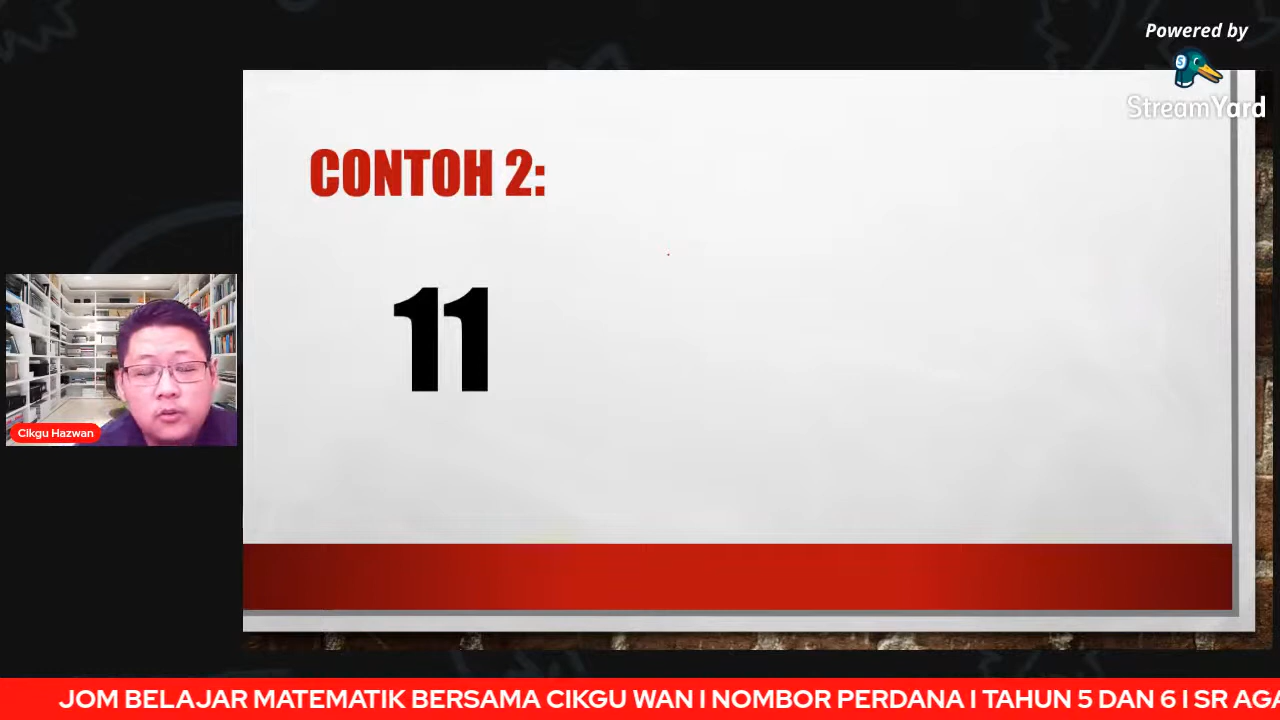 Powered by
StreamYard
CONTOH 2:
11
Cikgu Hazwan
JOM BELAJAR MATEMATIK BERSAMA CIKGU WAN I NOMBOR PERDANA I TAHUN 5 DAN 6 I SR AGA